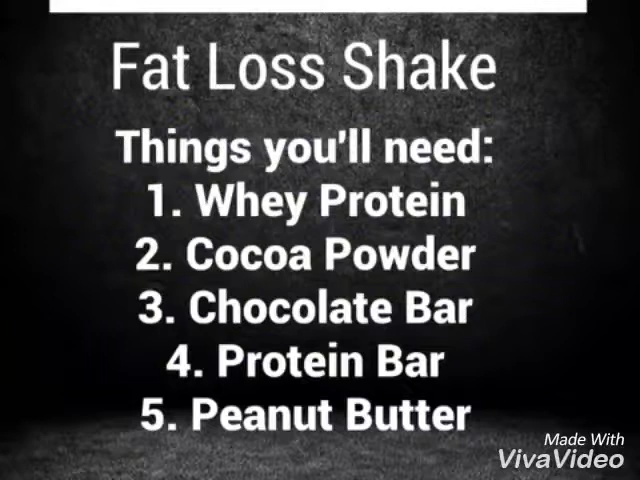 Fat Loss Shake
Things you'll need:
1. Whey Protein
2. Cocoa Powder
3. Chocolate Bar
4. Protein Bar
5. Peanut Butter
Made With
VivaVideo